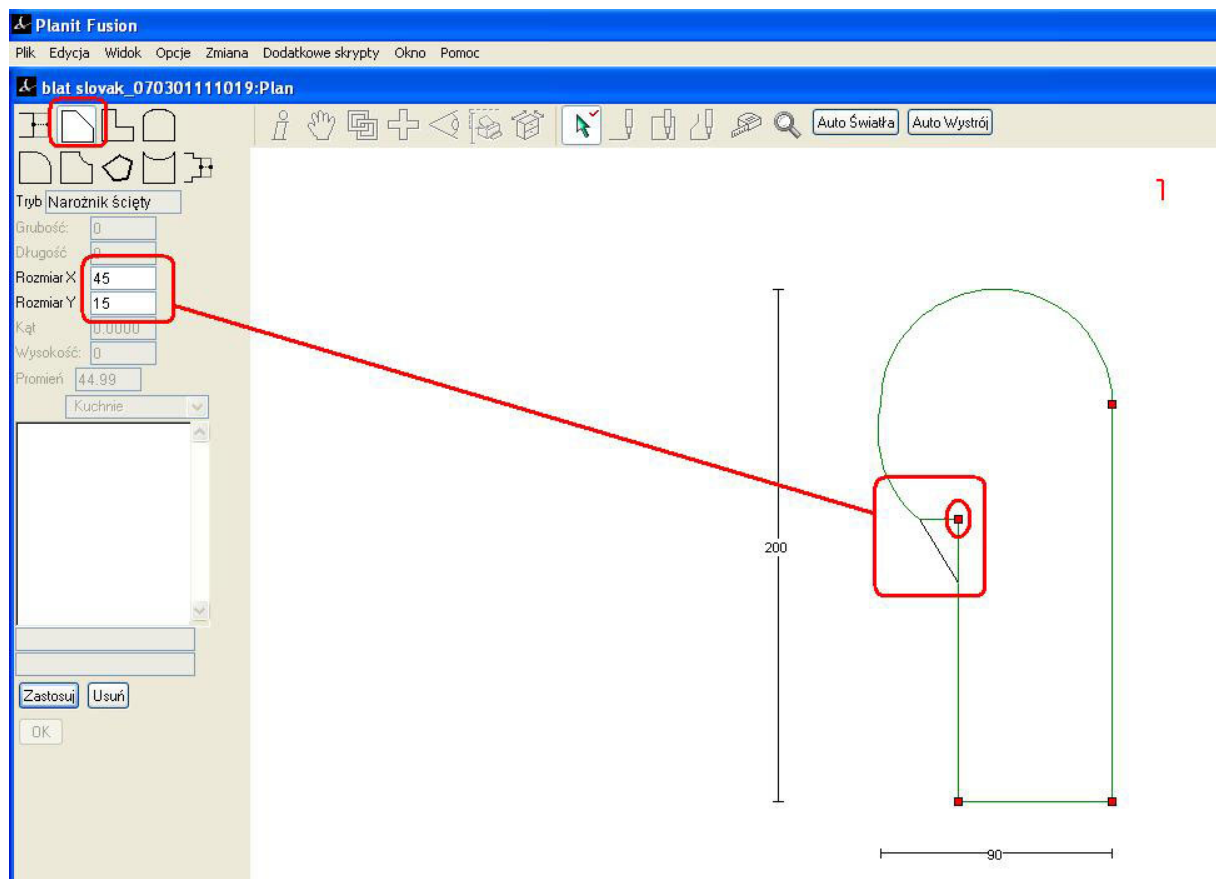 Planit Fusion
Plik Edycja Widok Opcje Zmiana Dodatkowe skrypty Okno Pomoc
blat slovak_070301111019:Plan
Auto Światła Auto Wystrój
Tryb Narożnik ścięty
Grubość: 0
Długość 0
Rozmiar X 45
Rozmiar Y 15
Kąt 0.0000
Wysokość: 0
Promień 44.99
Kuchnie
Zastosuj Usuń
OK
200
90